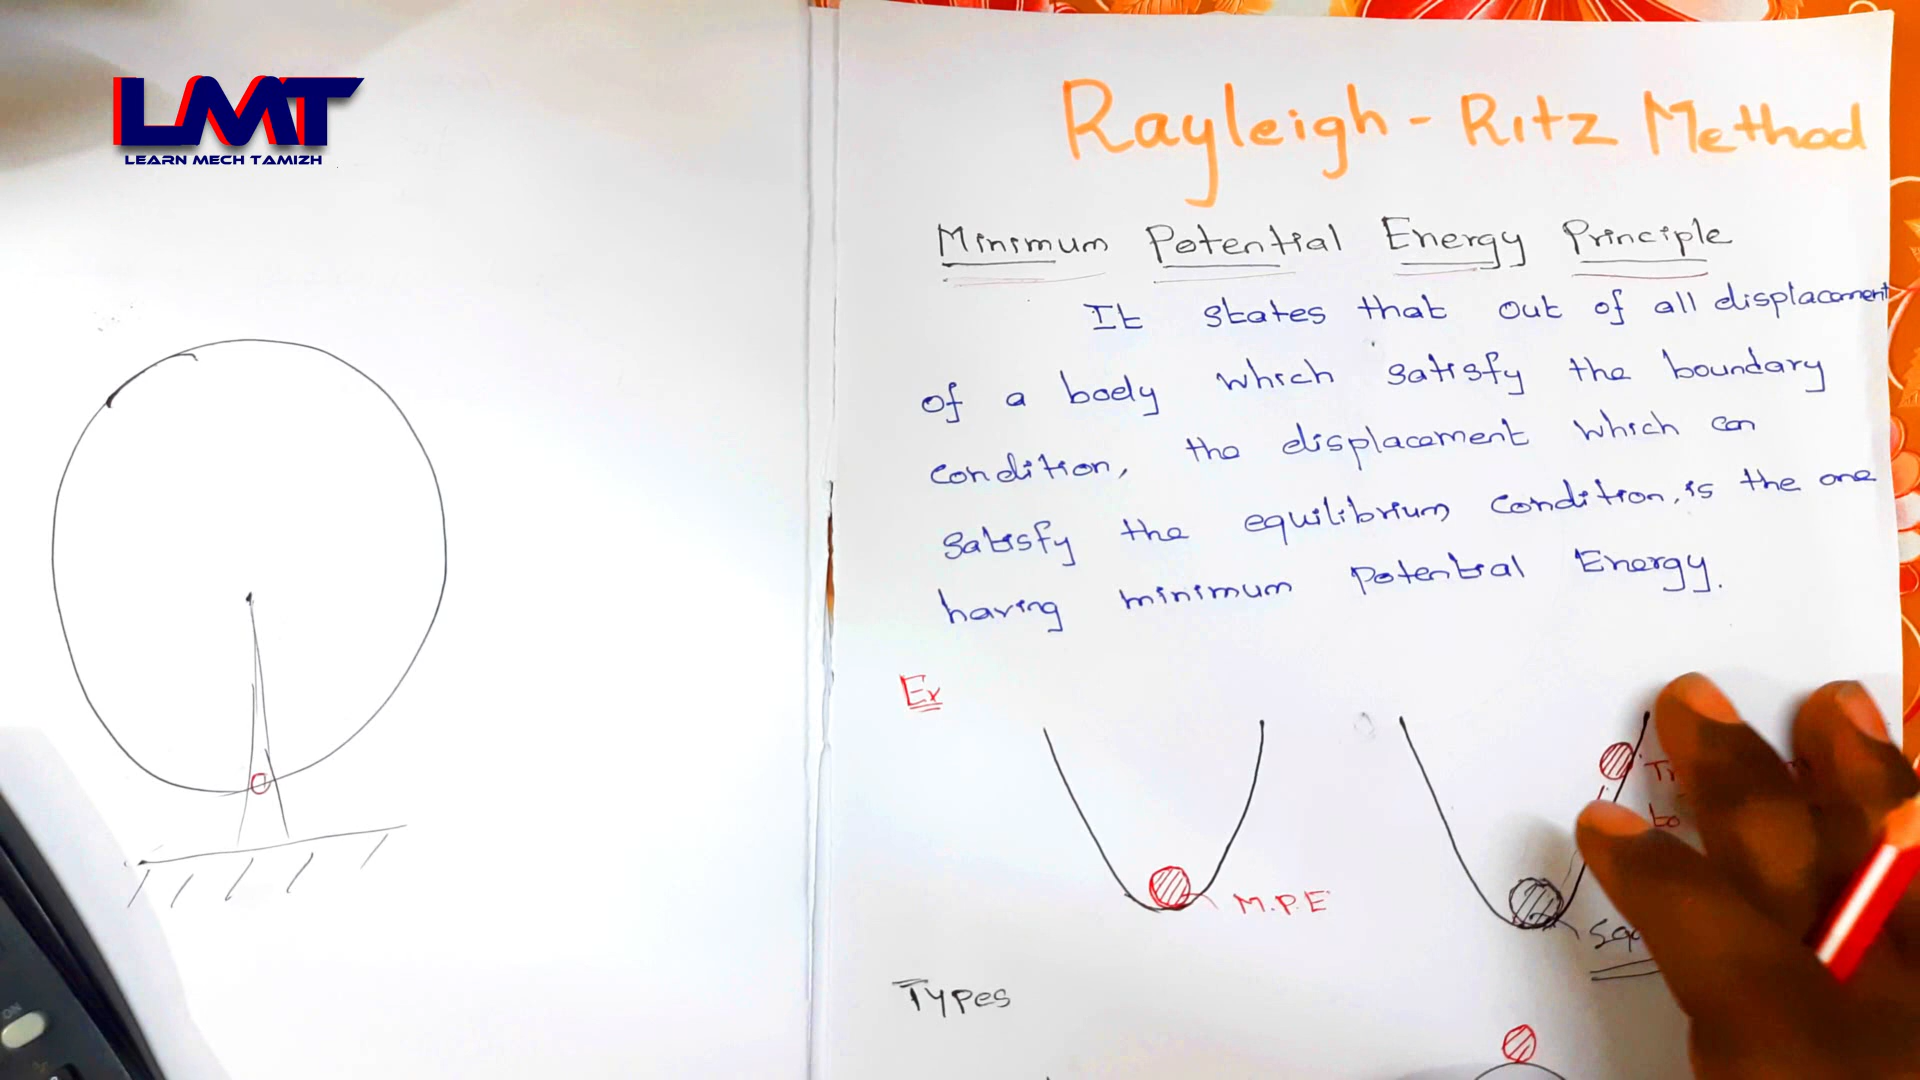 LMT
LEARN MECH TAMIZH
Rayleigh - Ritz Method
Minimum Potential Energy Principle
It states that out of all displacement
of a body which satisfy the boundary
condition, the displacement which can
satisfy the equilibrium condition, is the one
having minimum potential Energy.
Ex
to
M.P.E
Types
ON